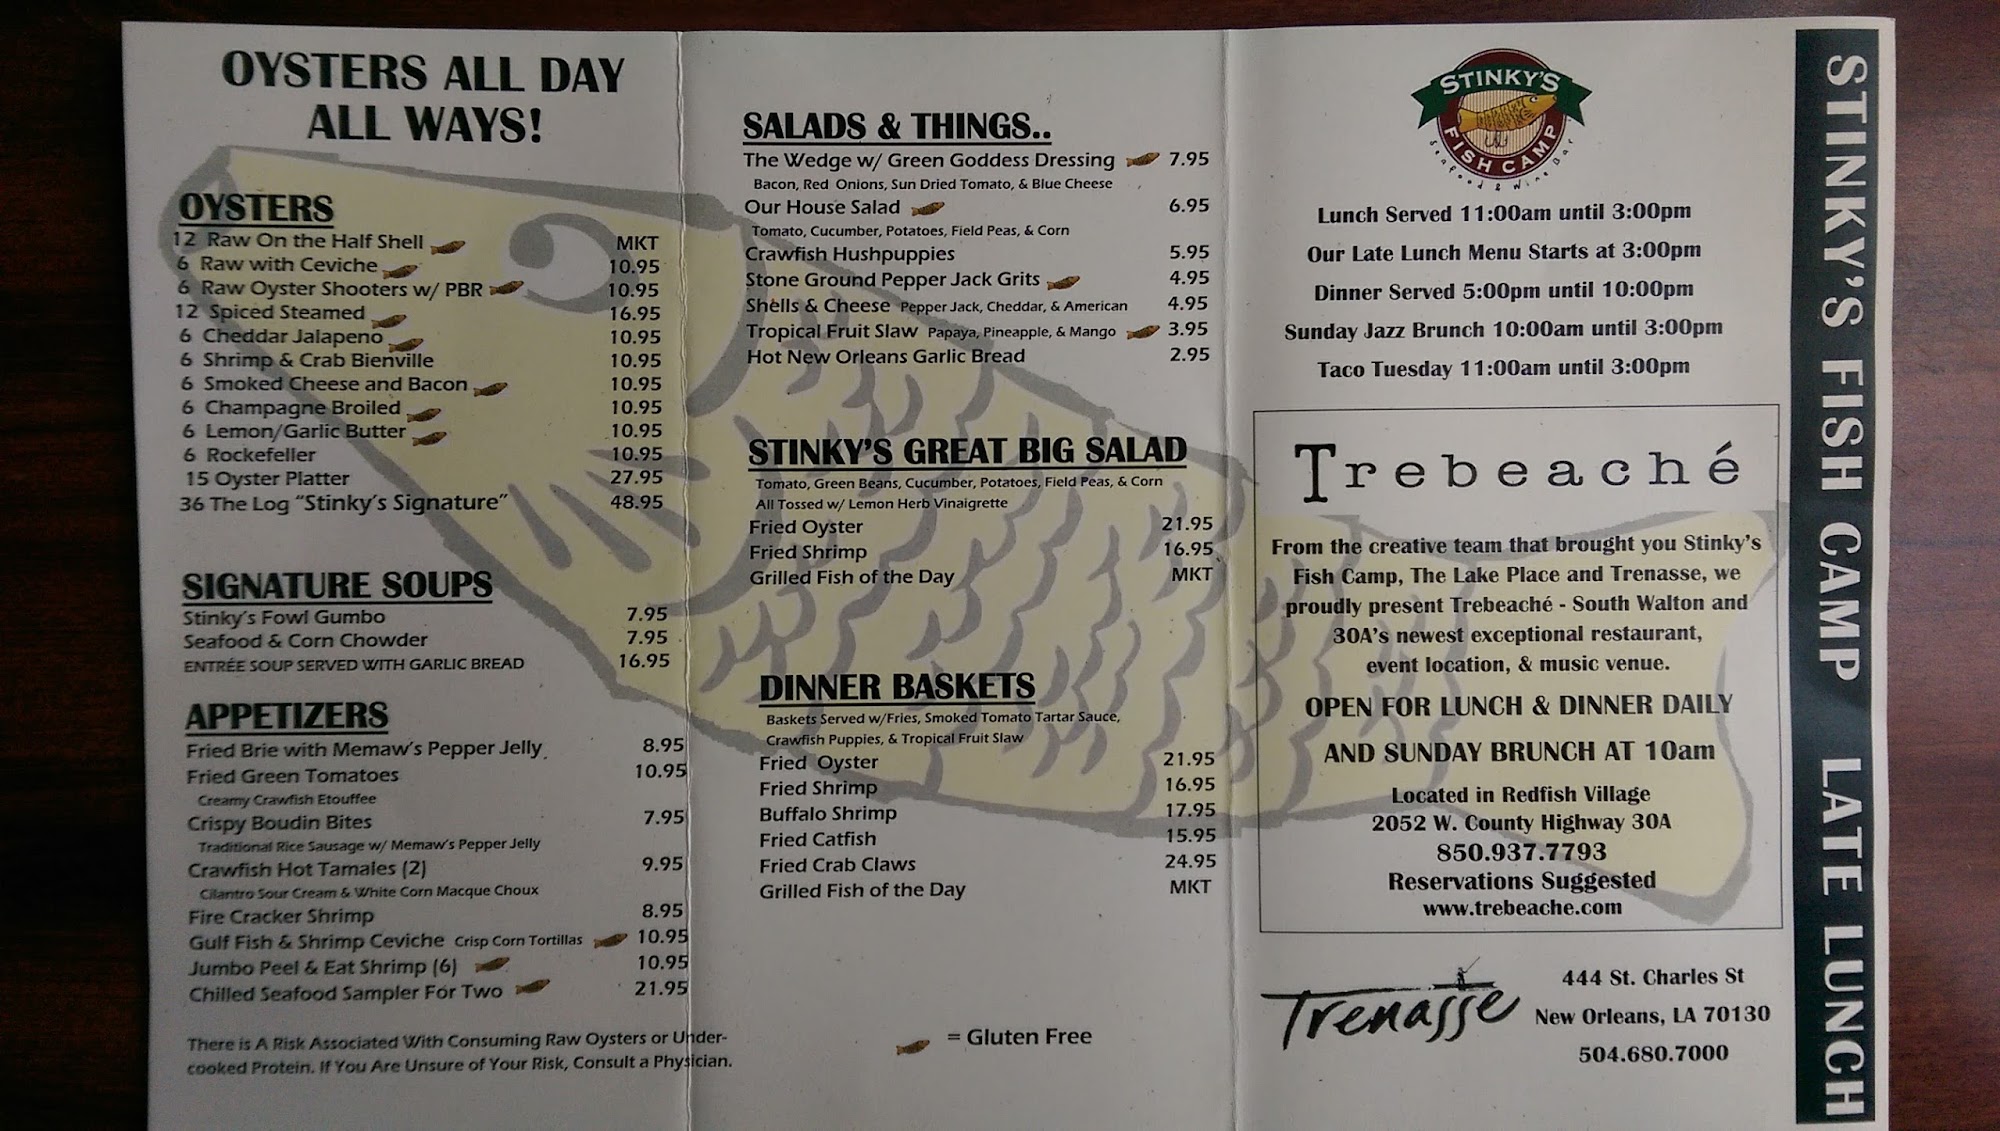 OYSTERS ALL DAY
ALL WAYS!
OYSTERS
12 Raw On the Half Shell MKT
6 Raw with Ceviche 10.95
6 Raw Oyster Shooters w/ PBR 10.95
12 Spiced Steamed 16.95
6 Cheddar Jalapeno 10.95
6 Shrimp & Crab Bienville 10.95
6 Smoked Cheese and Bacon 10.95
6 Champagne Broiled 10.95
6 Lemon/Garlic Butter 10.95
6 Rockefeller 10.95
15 Oyster Platter 27.95
36 The Log "Stinky's Signature" 48.95
SIGNATURE SOUPS
Stinky's Fowl Gumbo 7.95
Seafood & Corn Chowder 7.95
ENTRÉE SOUP SERVED WITH GARLIC BREAD 16.95
APPETIZERS
Fried Brie with Memaw's Pepper Jelly 8.95
Fried Green Tomatoes 10.95
Creamy Crawfish Etouffee
Crispy Boudin Bites 7.95
Traditional Rice Sausage w/ Memaw's Pepper Jelly
Crawfish Hot Tamales (2) 9.95
Cilantro Sour Cream & White Corn Macque Choux
Fire Cracker Shrimp 8.95
Gulf Fish & Shrimp Ceviche Crisp Corn Tortillas 10.95
Jumbo Peel & Eat Shrimp (6) 10.95
Chilled Seafood Sampler For Two 21.95
There is A Risk Associated With Consuming Raw Oysters or Under-
cooked Protein. If You Are Unsure of Your Risk, Consult a Physician.
SALADS & THINGS..
The Wedge w/ Green Goddess Dressing 7.95
Bacon, Red Onions, Sun Dried Tomato, & Blue Cheese
Our House Salad 6.95
Tomato, Cucumber, Potatoes, Field Peas, & Corn
Crawfish Hushpuppies 5.95
Stone Ground Pepper Jack Grits 4.95
Shells & Cheese Pepper Jack, Cheddar, & American 4.95
Tropical Fruit Slaw Papaya, Pineapple, & Mango 3.95
Hot New Orleans Garlic Bread 2.95
STINKY'S GREAT BIG SALAD
Tomato, Green Beans, Cucumber, Potatoes, Field Peas, & Corn
All Tossed w/ Lemon Herb Vinaigrette
Fried Oyster 21.95
Fried Shrimp 16.95
Grilled Fish of the Day MKT
DINNER BASKETS
Baskets Served w/Fries, Smoked Tomato Tartar Sauce,
Crawfish Puppies, & Tropical Fruit Slaw
Fried Oyster 21.95
Fried Shrimp 16.95
Buffalo Shrimp 17.95
Fried Catfish 15.95
Fried Crab Claws 24.95
Grilled Fish of the Day MKT
= Gluten Free
STINKY'S
FISH CAMP
Seafood & Wine Bar
Lunch Served 11:00am until 3:00pm
Our Late Lunch Menu Starts at 3:00pm
Dinner Served 5:00pm until 10:00pm
Sunday Jazz Brunch 10:00am until 3:00pm
Taco Tuesday 11:00am until 3:00pm
Trebeaché
From the creative team that brought you Stinky's
Fish Camp, The Lake Place and Trenasse, we
proudly present Trebeaché - South Walton and
30A's newest exceptional restaurant,
event location, & music venue.
OPEN FOR LUNCH & DINNER DAILY
AND SUNDAY BRUNCH AT 10am
Located in Redfish Village
2052 W. County Highway 30A
850.937.7793
Reservations Suggested
www.trebeache.com
Trenasse
444 St. Charles St
New Orleans, LA 70130
504.680.7000
STINKY'S FISH CAMP LATE LUNCH